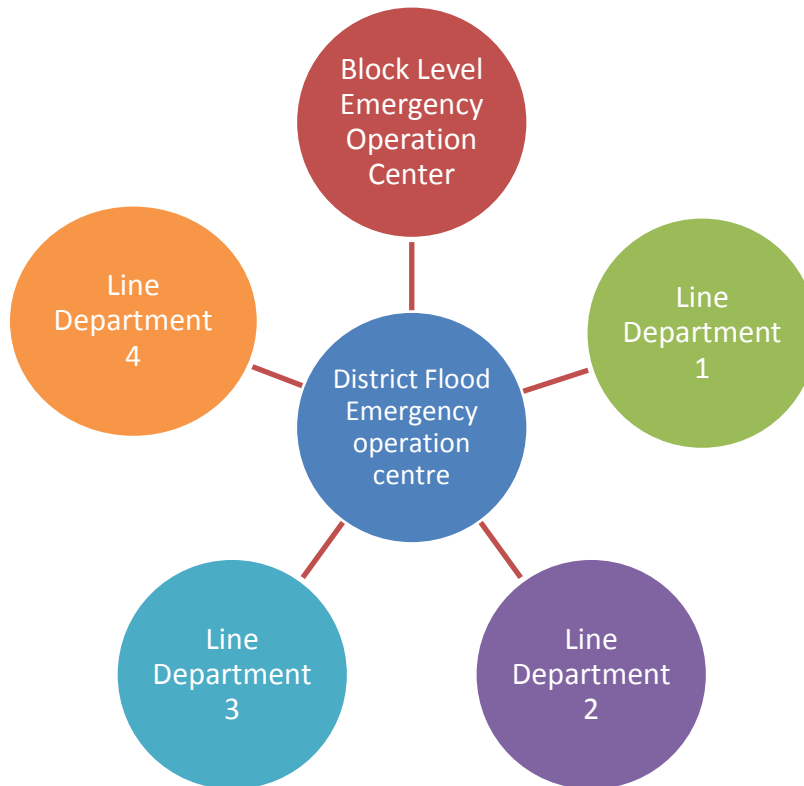 Block Level
Emergency
Operation
Center
Line
Department
4
Line
Department
1
District Flood
Emergency
operation
centre
Line
Department
3
Line
Department
2